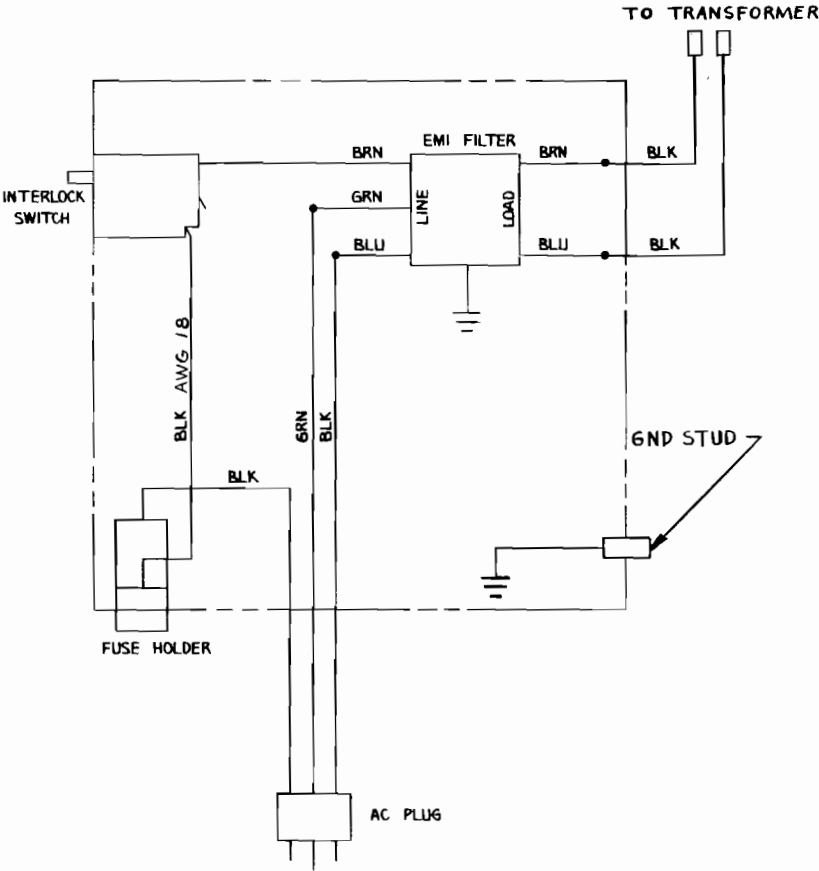 TO TRANSFORMER
EMI FILTER
BRN
BRN
BLK
INTERLOCK
SWITCH
GRN
LINE
LOAD
BLU
BLU
BLK
BLK AWG 18
GRN
BLK
GND STUD
BLK
FUSE HOLDER
AC PLUG